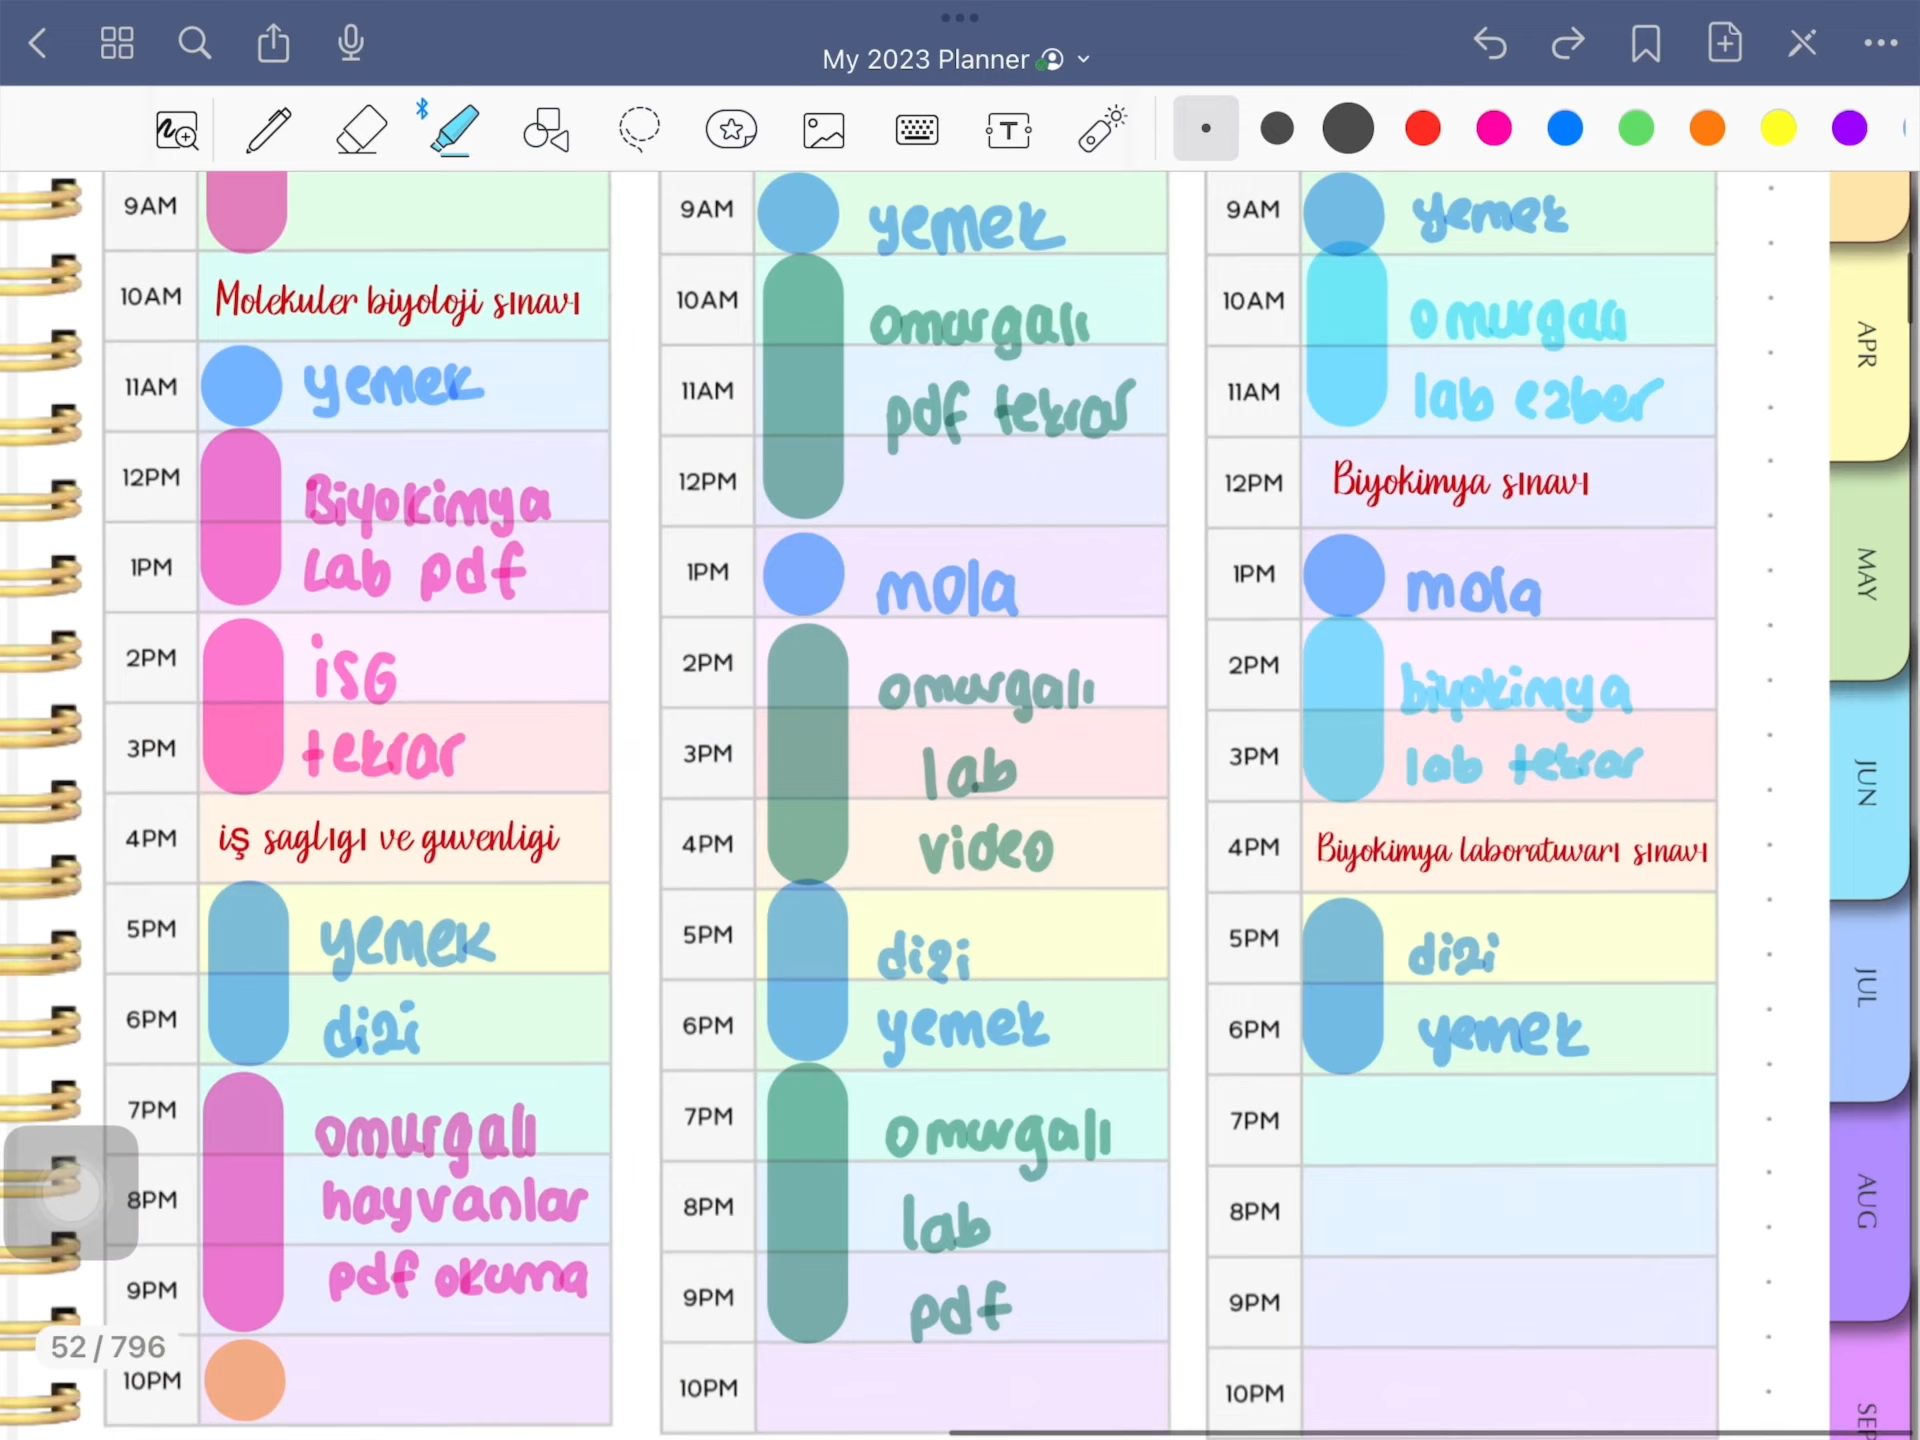 My 2023 Planner
9AM
10AM Molekuler biyoloji sınavı
11AM yemek
12PM Biyokimya
1PM Lab pdf
2PM iSG
3PM tekrar
4PM iş saglıgı ve guvenligi
5PM yemek
6PM dizi
7PM omurgalı
8PM hayvanlar
9PM pdf okuma
10PM
52 / 796
9AM yemek
10AM omurgalı
11AM pdf tekrar
12PM
1PM mola
2PM omurgalı
3PM lab
4PM video
5PM dizi
6PM yemek
7PM omurgalı
8PM lab
9PM pdf
10PM
9AM yemek
10AM omurgalı
11AM lab ezber
12PM Biyokimya sınavı
1PM mola
2PM biyokimya
3PM lab tekrar
4PM Biyokimya laboratuvarı sınavı
5PM dizi
6PM yemek
7PM
8PM
9PM
10PM
APR
MAY
JUN
JUL
AUG
SEP